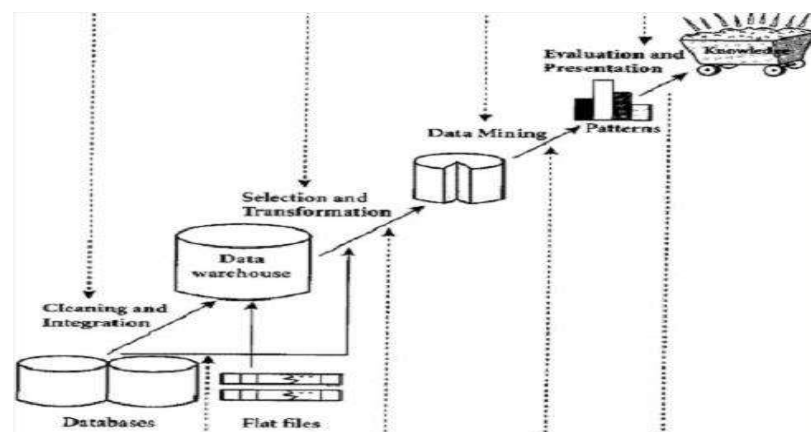 Evaluation and
Presentation
Knowledge
Patterns
Data Mining
Selection and
Transformation
Data
warehouse
Cleaning and
Integration
Databases
Flat files